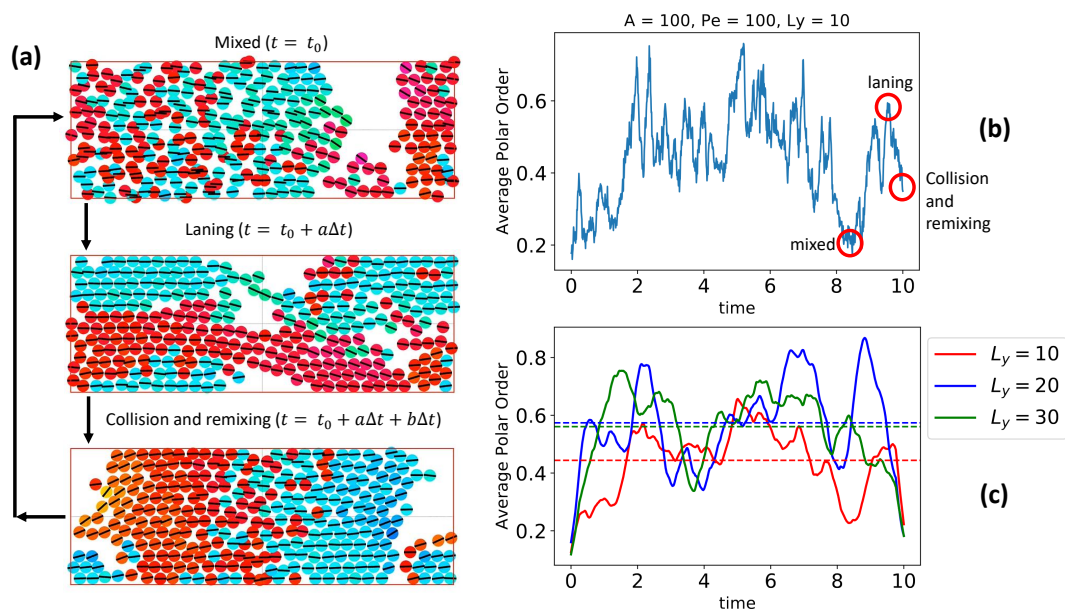 (a)
Mixed (t = t₀)
Laning (t = t₀ + aΔt)
Collision and remixing (t = t₀ + aΔt + bΔt)
A = 100, Pe = 100, Ly = 10
Average Polar Order
0.6
0.4
0.2
0 2 4 6 8 10
time
laning
mixed
Collision
and
remixing
(b)
Average Polar Order
0.8
0.6
0.4
0.2
0 2 4 6 8 10
time
L_y = 10
L_y = 20
L_y = 30
(c)